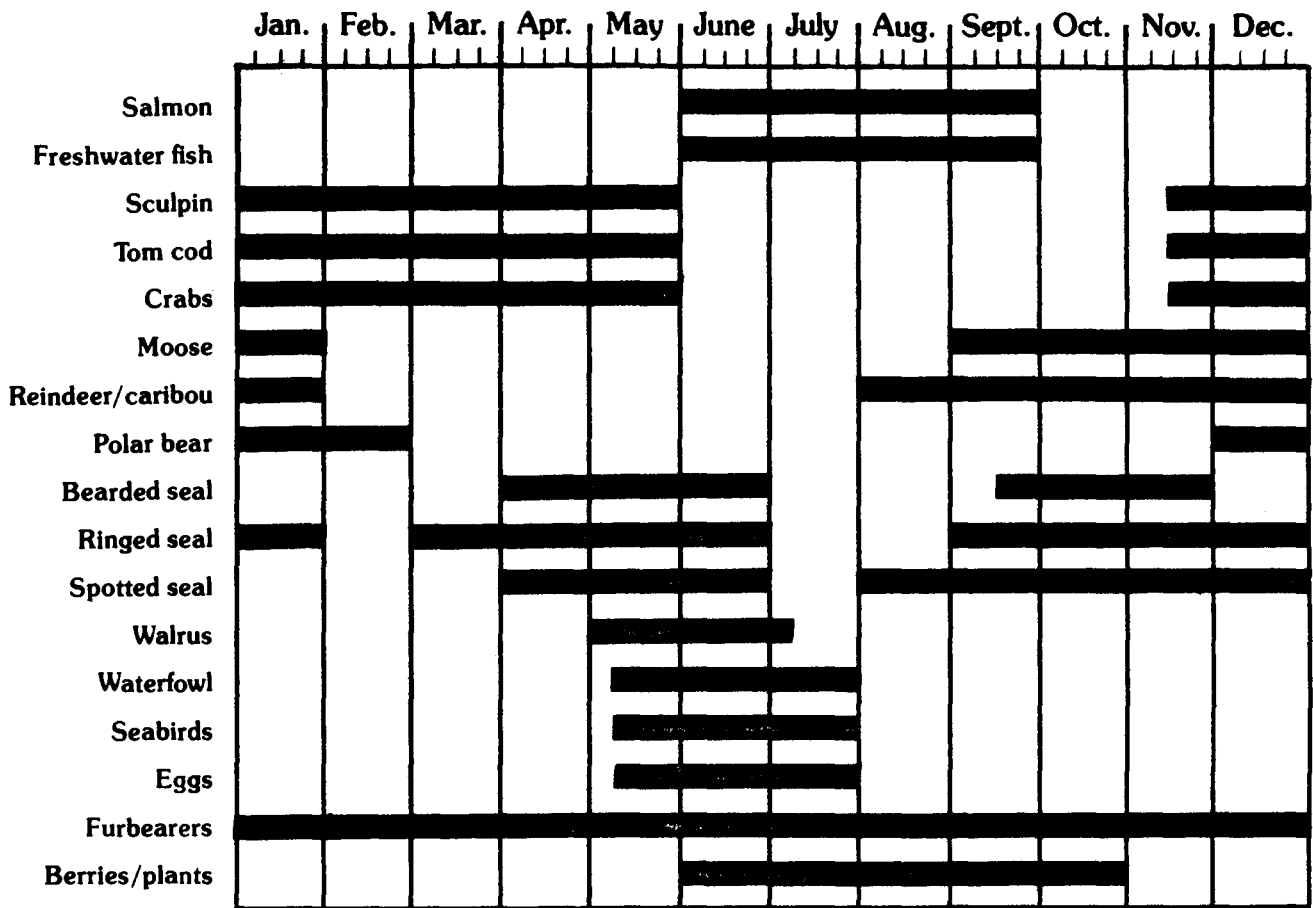 Jan. Feb. Mar. Apr. May June July Aug. Sept. Oct. Nov. Dec.
Salmon
Freshwater fish
Sculpin
Tom cod
Crabs
Moose
Reindeer/caribou
Polar bear
Bearded seal
Ringed seal
Spotted seal
Walrus
Waterfowl
Seabirds
Eggs
Furbearers
Berries/plants